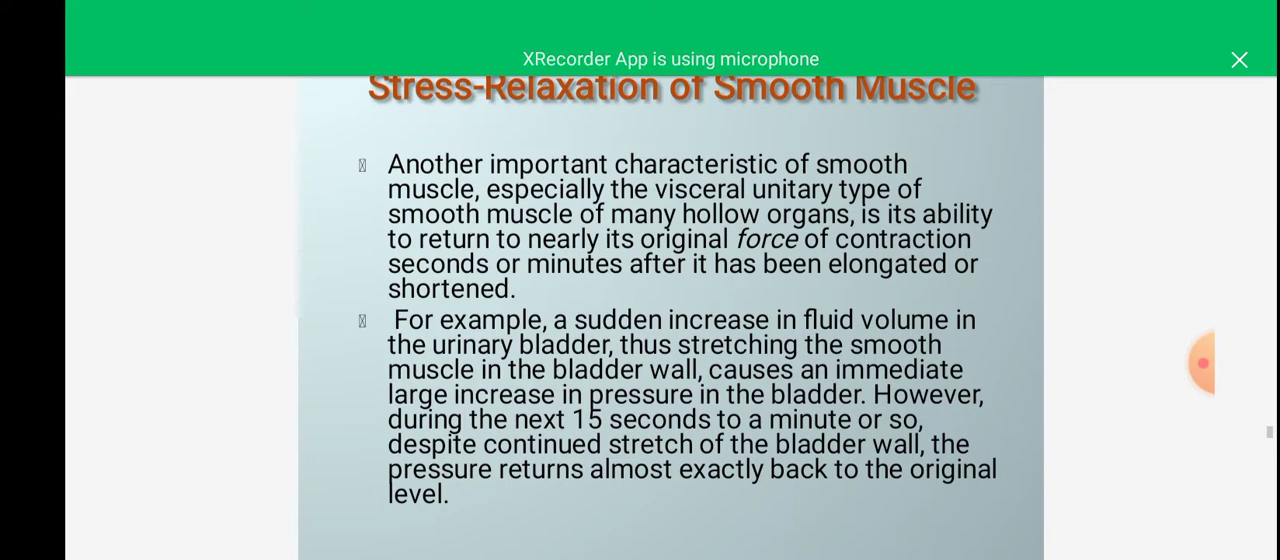 XRecorder App is using microphone
Stress-Relaxation of Smooth Muscle
Another important characteristic of smooth
muscle, especially the visceral unitary type of
smooth muscle of many hollow organs, is its ability
to return to nearly its original force of contraction
seconds or minutes after it has been elongated or
shortened.
For example, a sudden increase in fluid volume in
the urinary bladder, thus stretching the smooth
muscle in the bladder wall, causes an immediate
large increase in pressure in the bladder. However,
during the next 15 seconds to a minute or so,
despite continued stretch of the bladder wall, the
pressure returns almost exactly back to the original
level.